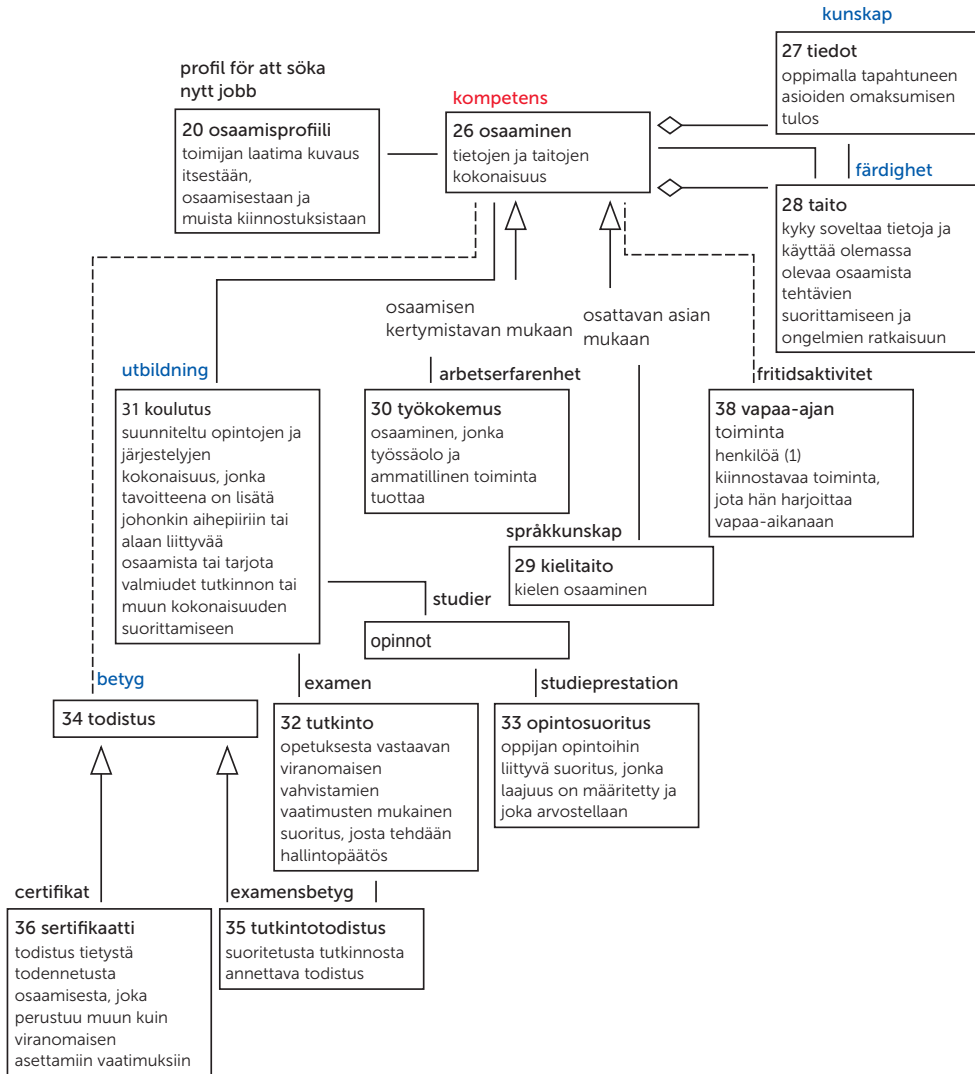 kunskap
27 tiedot
oppimalla tapahtuneen
asioiden omaksumisen
tulos
profil för att söka
nytt jobb
20 osaamisprofiili
toimijan laatima kuvaus
itsestään,
osaamisestaan ja
muista kiinnostuksistaan
kompetens
26 osaaminen
tietojen ja taitojen
kokonaisuus
färdighet
28 taito
kyky soveltaa tietoja ja
käyttää olemassa
olevaa osaamista
tehtävien
suorittamiseen ja
ongelmien ratkaisuun
osaamisen
kertymistavan mukaan
osattavan asian
mukaan
utbildning
31 koulutus
suunniteltu opintojen ja
järjestelyjen
kokonaisuus, jonka
tavoitteena on lisätä
johonkin aihepiiriin tai
alaan liittyvää
osaamista tai tarjota
valmiudet tutkinnon tai
muun kokonaisuuden
suorittamiseen
arbetserfarenhet
30 työkokemus
osaaminen, jonka
työssäolo ja
ammatillinen toiminta
tuottaa
fritidsaktivitet
38 vapaa-ajan
toiminta
henkilöä (1)
kiinnostavaa toiminta,
jota hän harjoittaa
vapaa-aikanaan
språkkunskap
29 kielitaito
kielen osaaminen
studier
opinnot
betyg
34 todistus
examen
32 tutkinto
opetuksesta vastaavan
viranomaisen
vahvistamien
vaatimusten mukainen
suoritus, josta tehdään
hallintopäätös
studieprestation
33 opintosuoritus
oppijan opintoihin
liittyvä suoritus, jonka
laajuus on määritetty ja
joka arvostellaan
certifikat
36 sertifikaatti
todistus tietystä
todennetusta
osaamisesta, joka
perustuu muun kuin
viranomaisen
asettamiin vaatimuksiin
examensbetyg
35 tutkintotodistus
suoritetusta tutkinnosta
annettava todistus